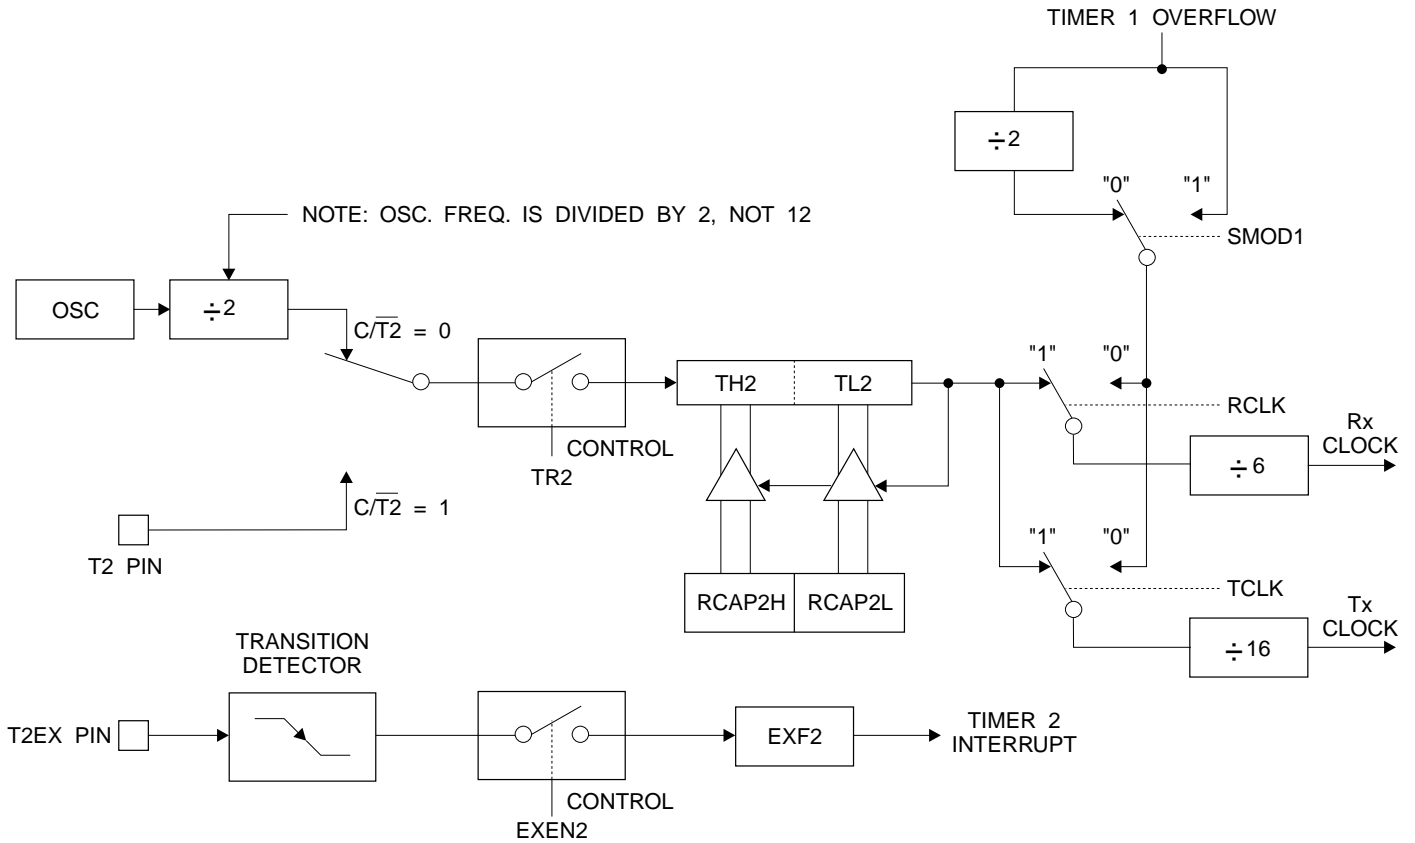 TIMER 1 OVERFLOW
÷2
"0" "1"
NOTE: OSC. FREQ. IS DIVIDED BY 2, NOT 12
SMOD1
OSC
÷2
C/T2̅ = 0
"1" "0"
TH2 TL2
RCLK
Rx
CLOCK
CONTROL
÷6
TR2
C/T2̅ = 1
"1" "0"
T2 PIN
TCLK
RCAP2H RCAP2L
Tx
CLOCK
TRANSITION
DETECTOR
÷16
T2EX PIN
EXF2
TIMER 2
INTERRUPT
CONTROL
EXEN2